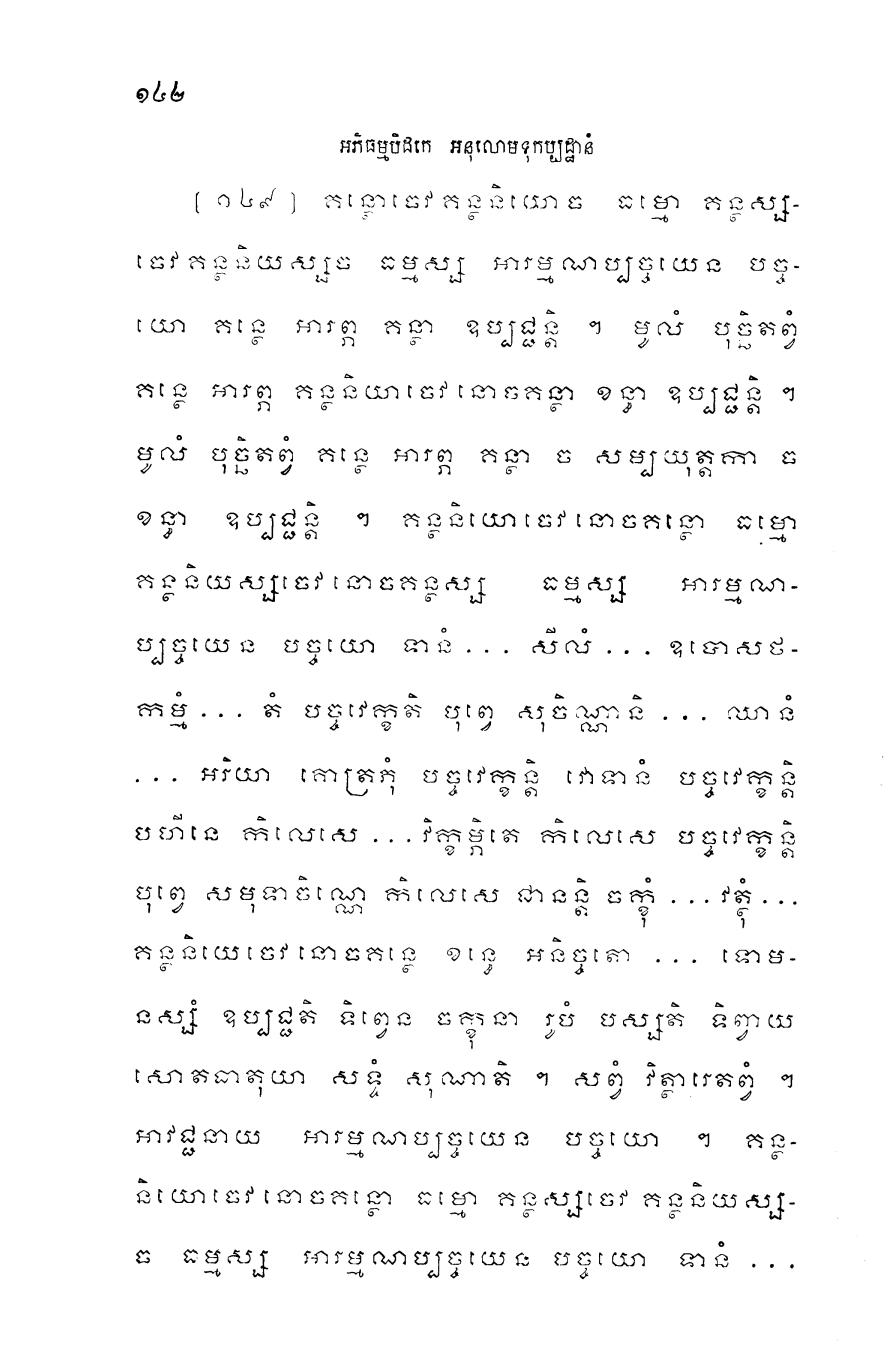 ១៤២
អភិធម្មបិដកេ អនុលោមទុកប្បដ្ឋានំ
[ ១៤៩ ] គន្ថោចេវគន្ថនិយោច ធម្មោ គន្ថស្ស-
ចេវគន្ថនិយស្សច ធម្មស្ស អារម្មណប្បច្ចយេន បច្ច-
យោ គន្ថេ អារព្ភ គន្ថា ឧប្បជ្ជន្តិ ។ មូលំ បុច្ឆិតព្វំ
គន្ថេ អារព្ភ គន្ថនិយាចេវនោចគន្ថា ខន្ធា ឧប្បជ្ជន្តិ ។
មូលំ បុច្ឆិតព្វំ គន្ថេ អារព្ភ គន្ថា ច សម្បយុត្តកា ច
ខន្ធា ឧប្បជ្ជន្តិ ។ គន្ថនិយោចេវនោចគន្ថោ ធម្មោ
គន្ថនិយស្សចេវនោចគន្ថស្ស ធម្មស្ស អារម្មណ-
ប្បច្ចយេន បច្ចយោ ទានំ ... សីលំ ... ឧបោសថ-
កម្មំ ... តំ បច្ចវេក្ខតិ បុព្វេ សុចិណ្ណានិ ... ឈានំ
... អរិយា គោត្រភុំ បច្ចវេក្ខន្តិ វោទានំ បច្ចវេក្ខន្តិ
បហីនេ កិលេសេ ... វិក្ខម្ភិតេ កិលេសេ បច្ចវេក្ខន្តិ
បុព្វេ សមុទាចិណ្ណេ កិលេសេ ជានន្តិ ចក្ខុំ ... វត្ថុំ ...
គន្ថនិយេចេវនោចគន្ថេ ខន្ធេ អនិច្ចតោ ... ទោម-
នស្សំ ឧប្បជ្ជតិ ទិព្វេន ចក្ខុនា រូបំ បស្សតិ ទិព្វាយ
សោតធាតុយា សទ្ទំ សុណាតិ ។ សព្វំ វិត្ថារេតព្វំ ។
អាវជ្ជនាយ អារម្មណប្បច្ចយេន បច្ចយោ ។ គន្ថ-
និយោចេវនោចគន្ថោ ធម្មោ គន្ថស្សចេវ គន្ថនិយស្ស-
ច ធម្មស្ស អារម្មណប្បច្ចយេន បច្ចយោ ទានំ ...